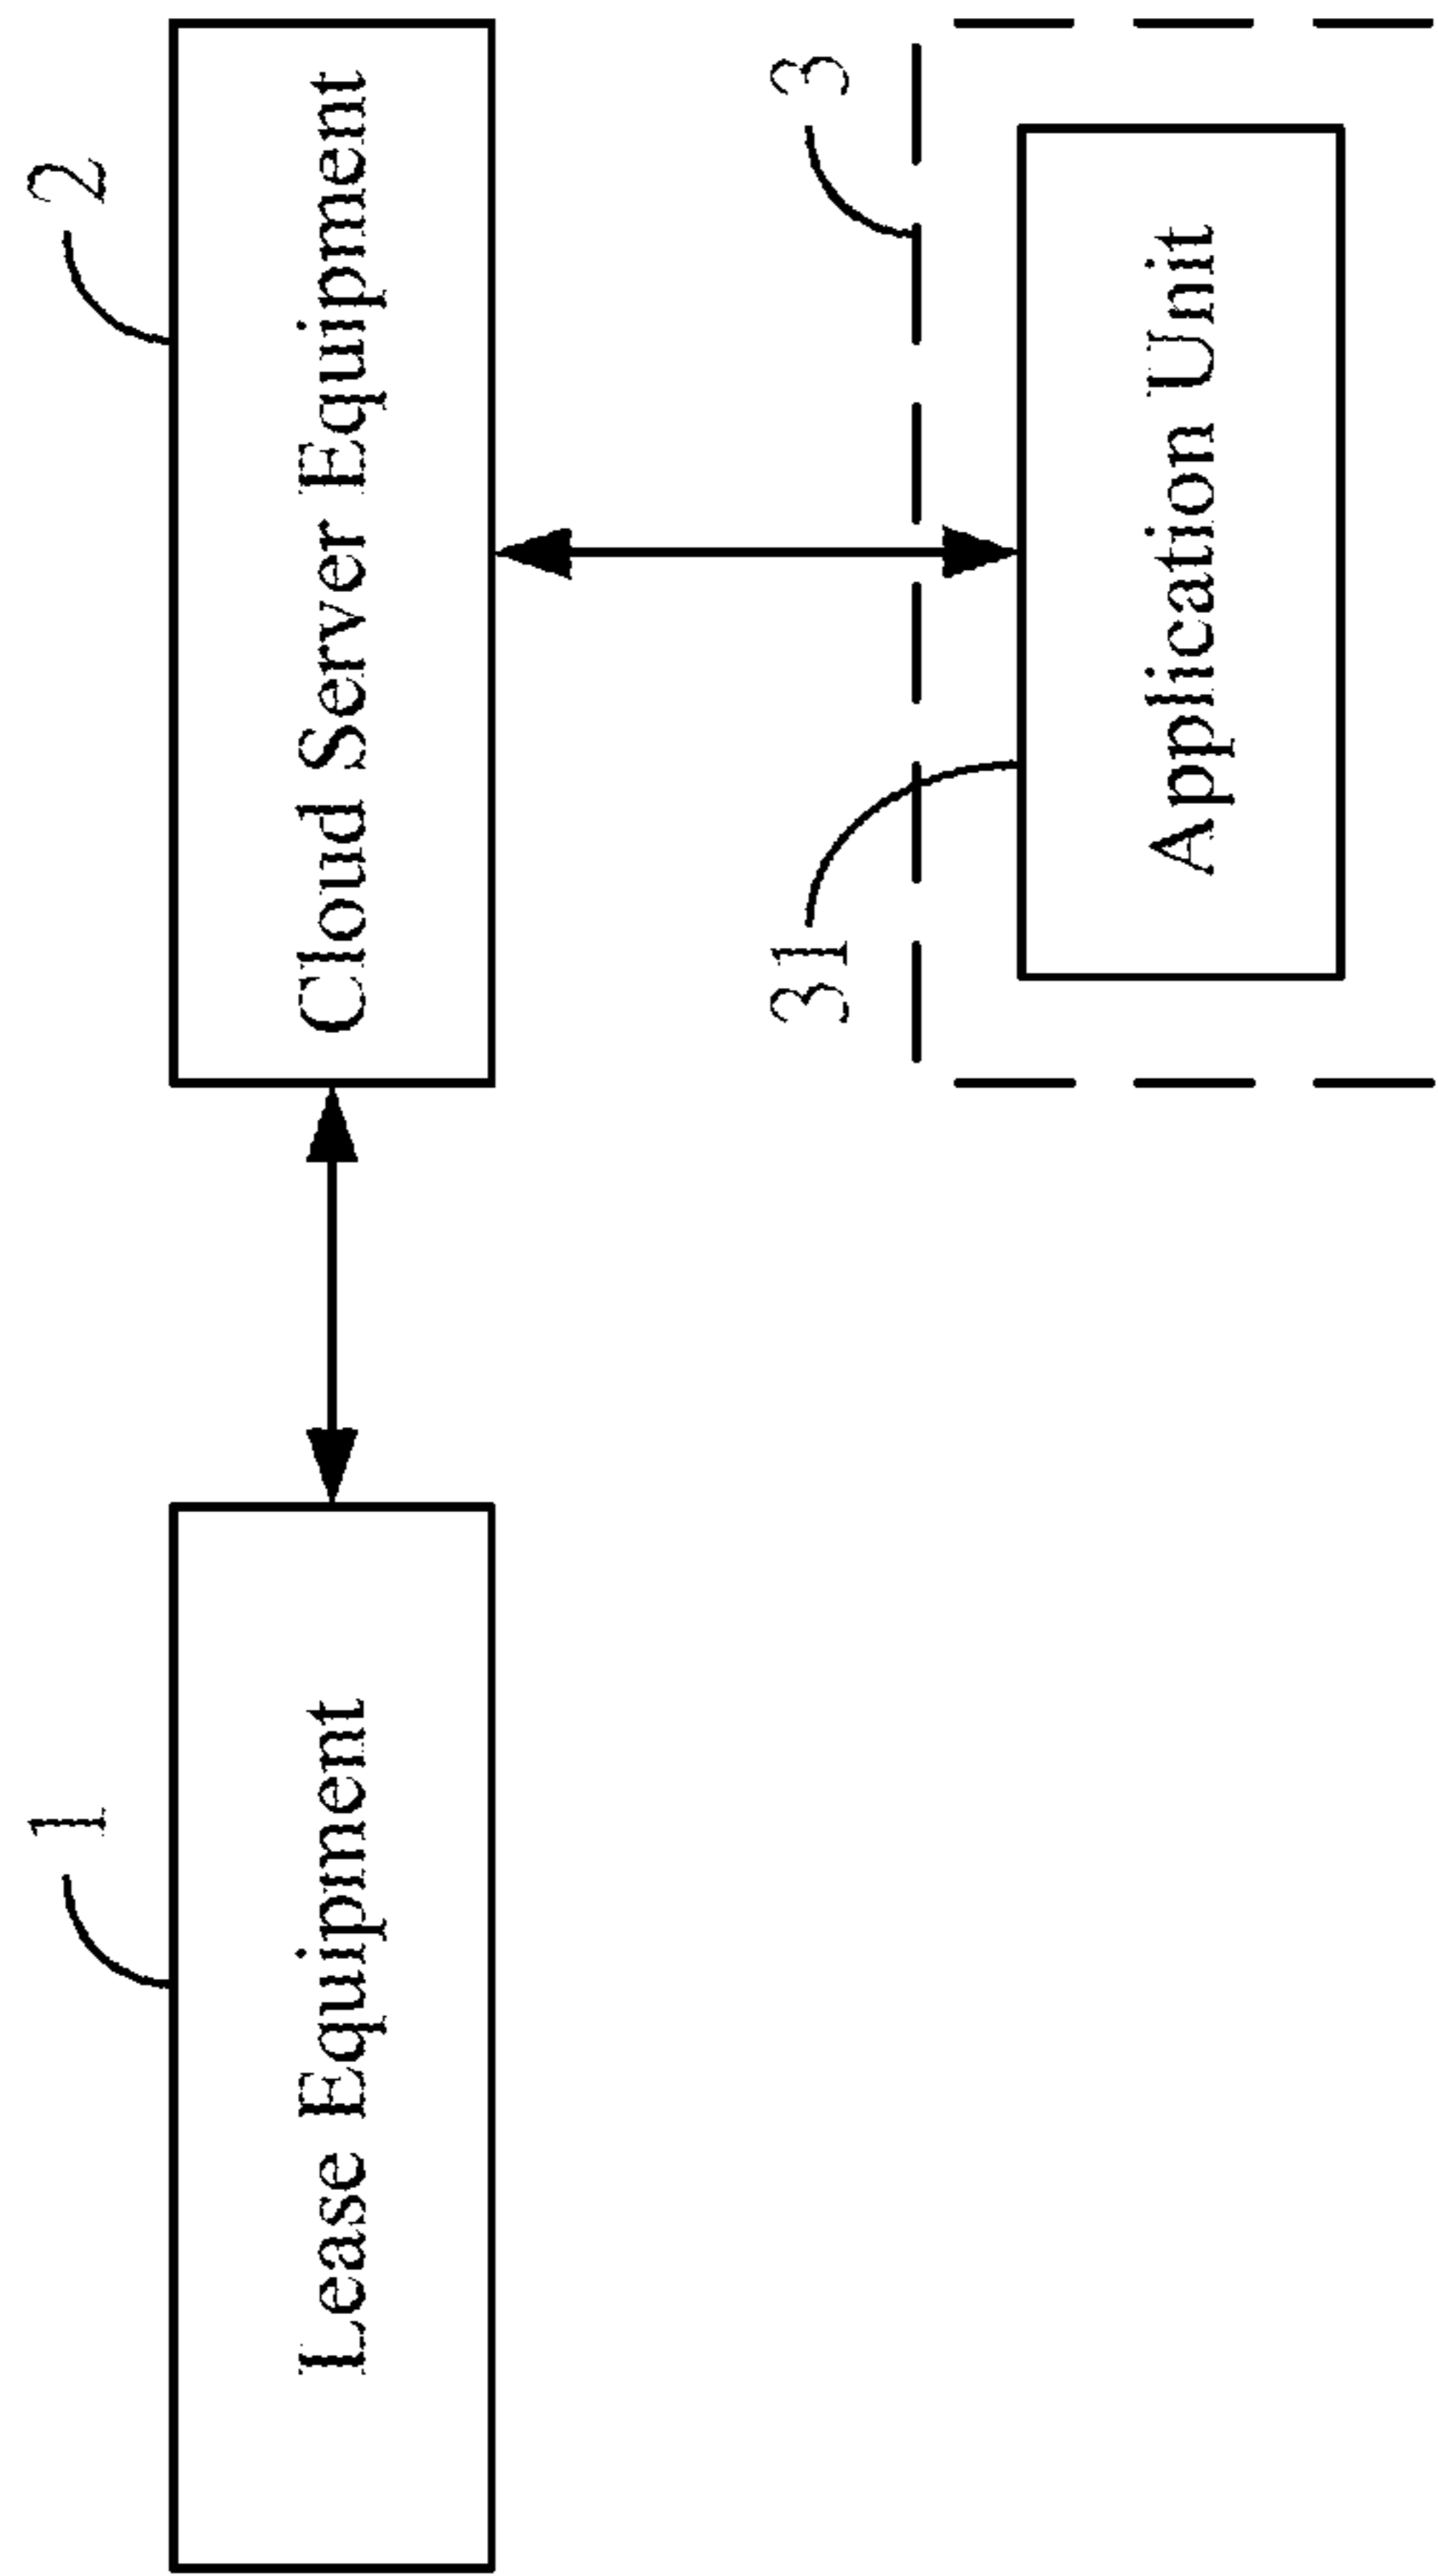 1
Lease Equipment
2
Cloud Server Equipment
31
3
Application Unit